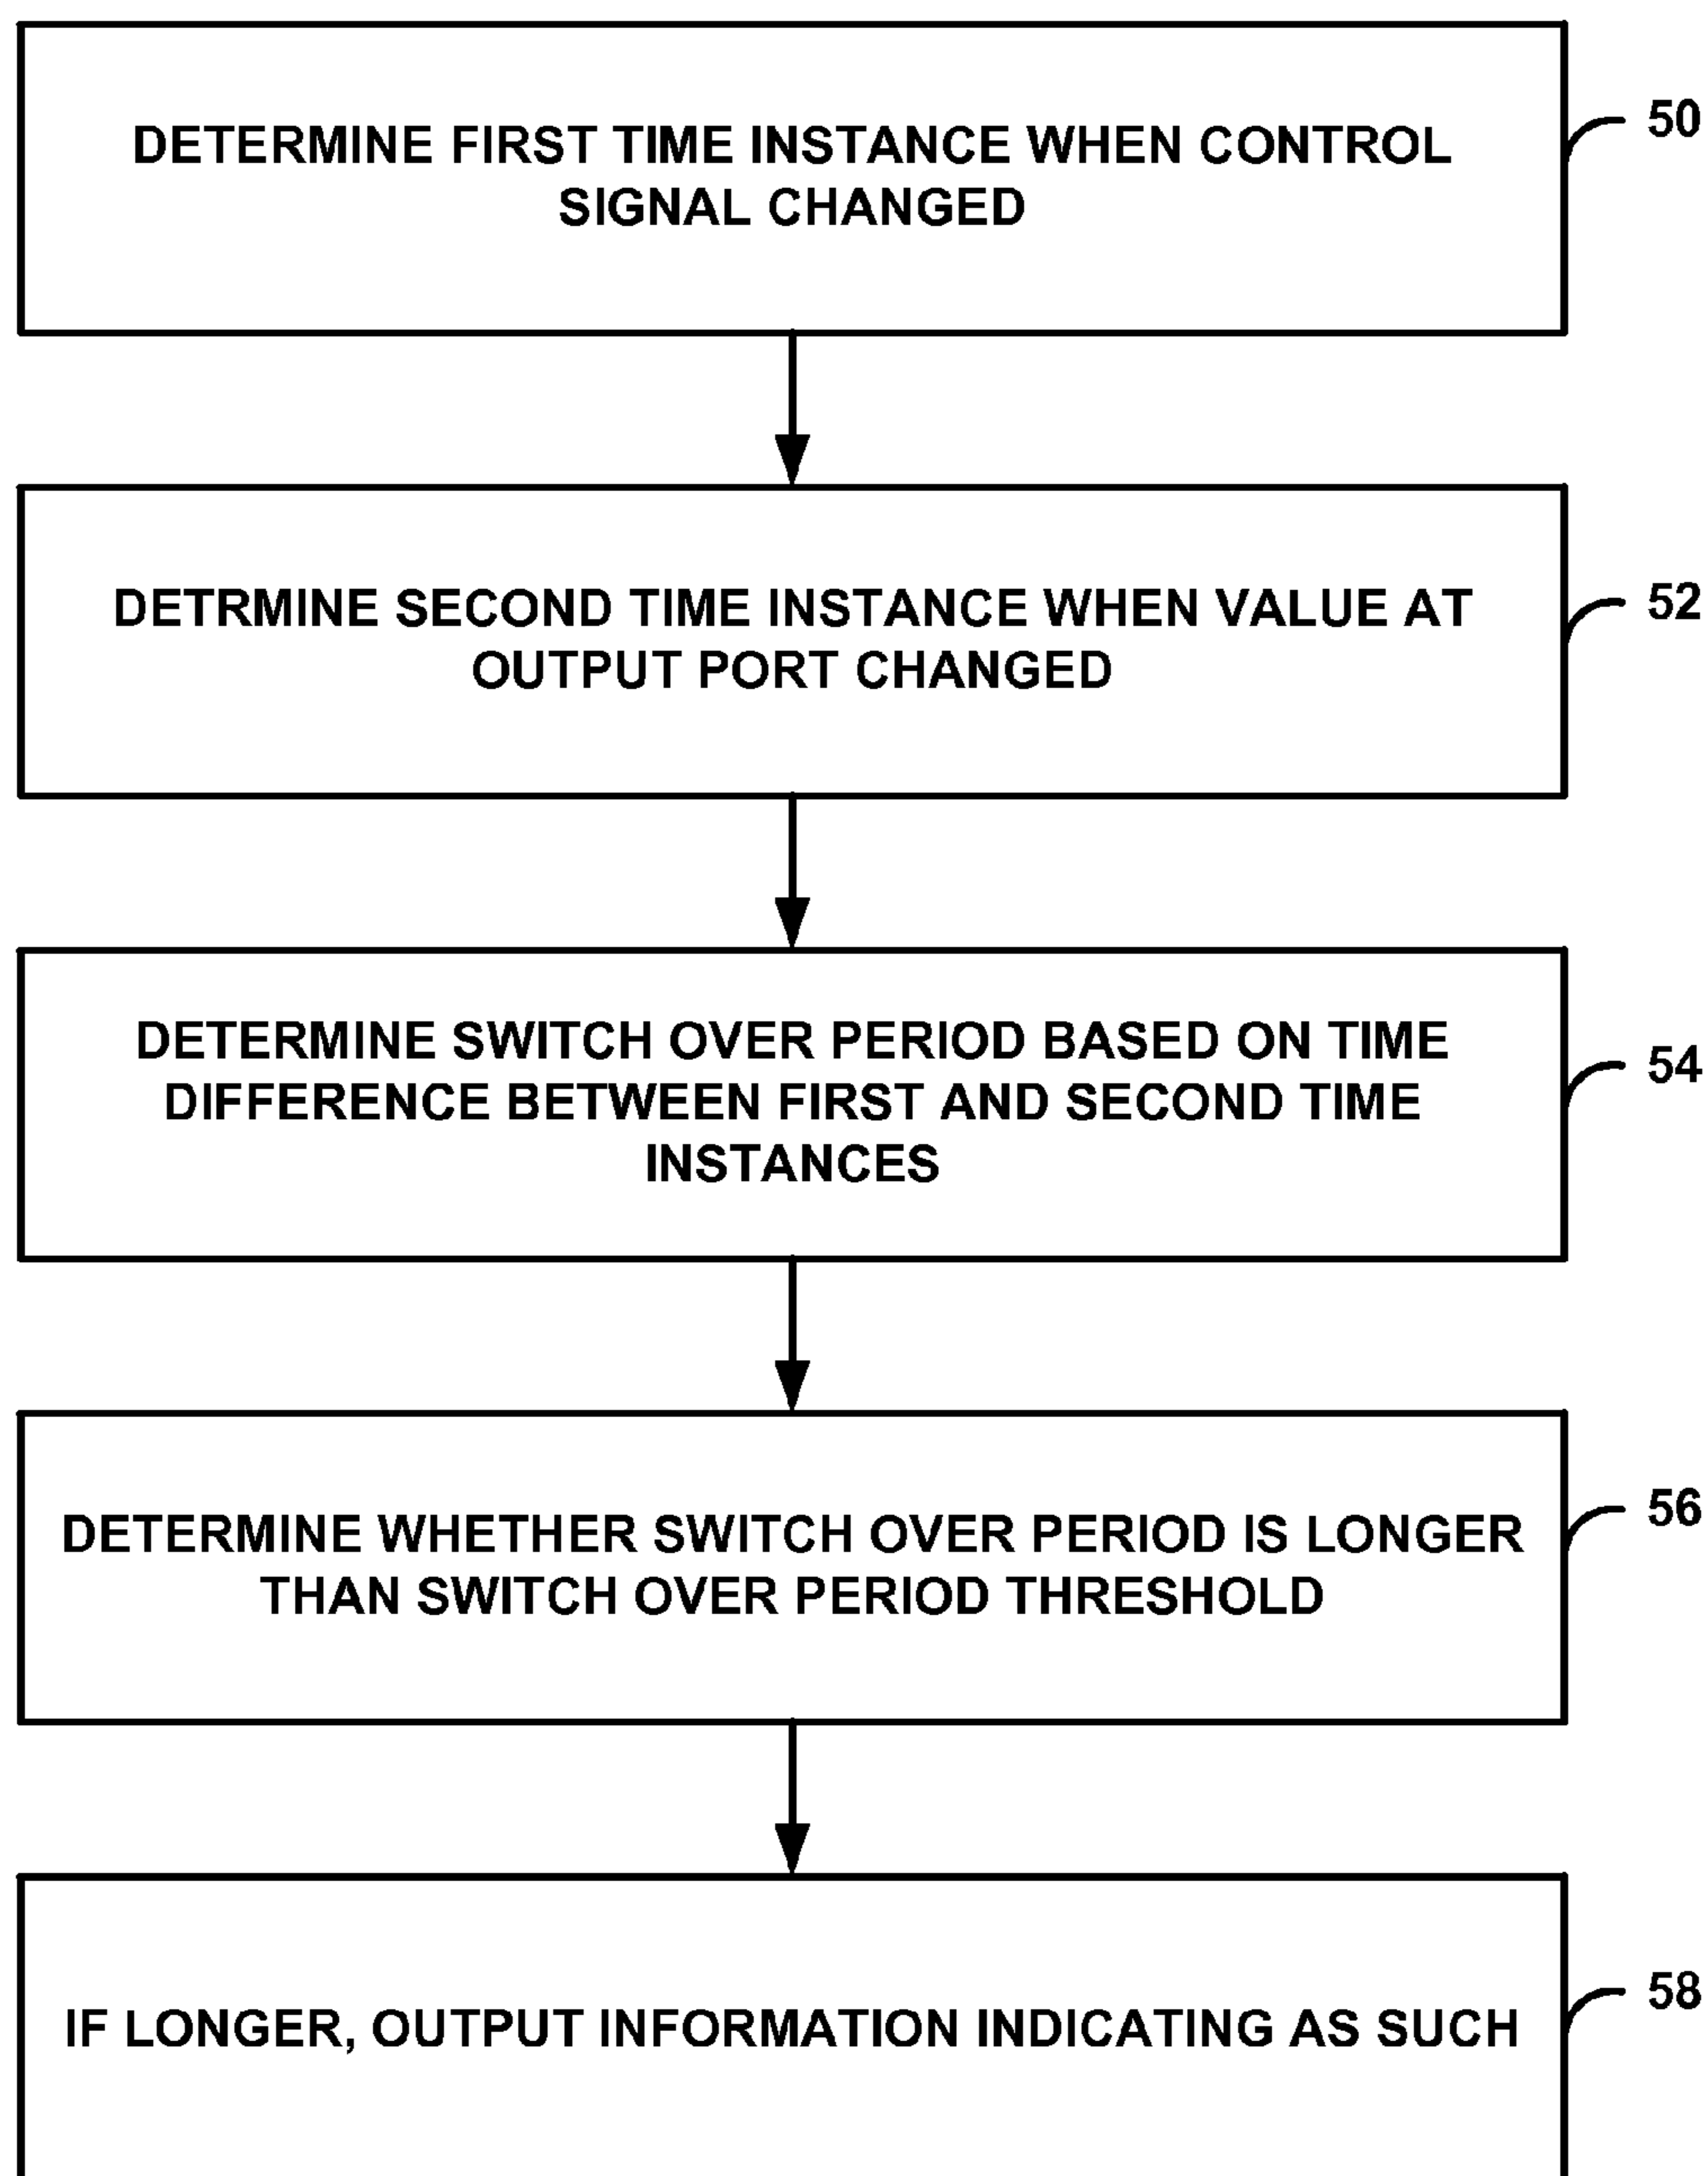 DETERMINE FIRST TIME INSTANCE WHEN CONTROL
SIGNAL CHANGED
50
DETRMINE SECOND TIME INSTANCE WHEN VALUE AT
OUTPUT PORT CHANGED
52
DETERMINE SWITCH OVER PERIOD BASED ON TIME
DIFFERENCE BETWEEN FIRST AND SECOND TIME
INSTANCES
54
DETERMINE WHETHER SWITCH OVER PERIOD IS LONGER
THAN SWITCH OVER PERIOD THRESHOLD
56
IF LONGER, OUTPUT INFORMATION INDICATING AS SUCH
58